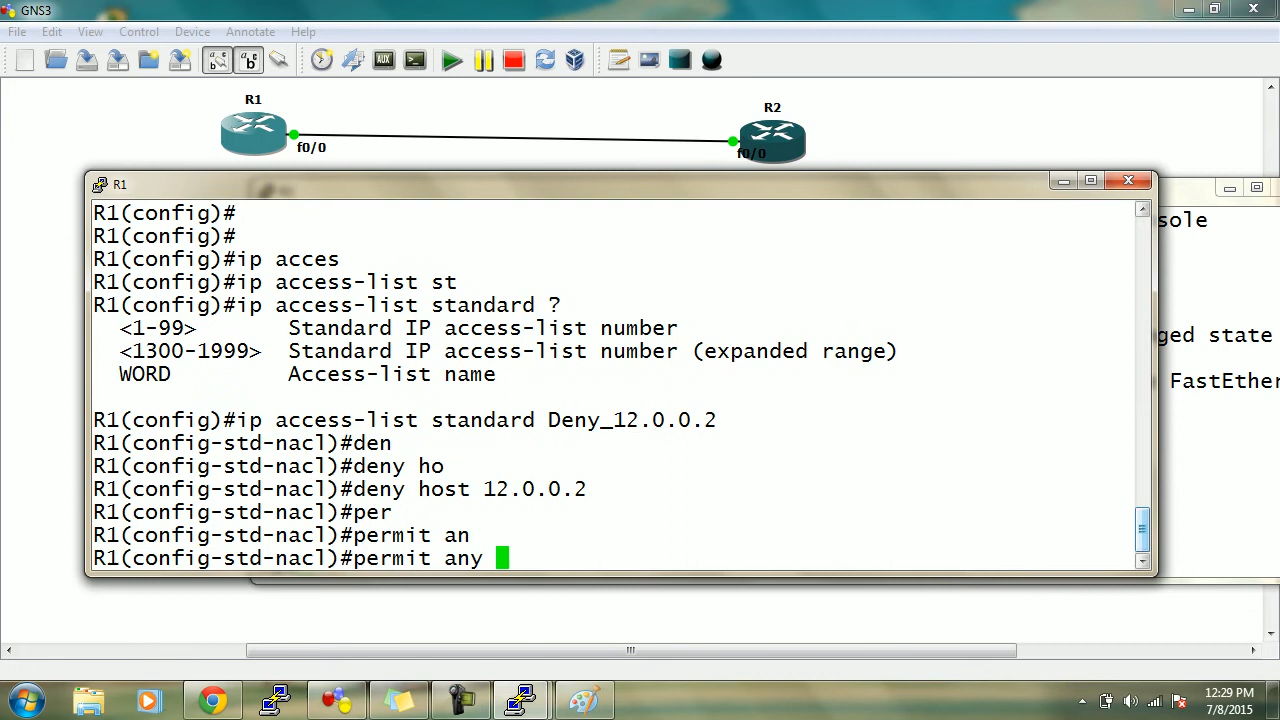 GNS3
File Edit View Control Device Annotate Help
R1
R2
f0/0
f0/0
R1
R1(config)#
R1(config)#
R1(config)#ip acces
R1(config)#ip access-list st
R1(config)#ip access-list standard ?
<1-99> Standard IP access-list number
<1300-1999> Standard IP access-list number (expanded range)
WORD Access-list name
R1(config)#ip access-list standard Deny_12.0.0.2
R1(config-std-nacl)#den
R1(config-std-nacl)#deny ho
R1(config-std-nacl)#deny host 12.0.0.2
R1(config-std-nacl)#per
R1(config-std-nacl)#permit an
R1(config-std-nacl)#permit any
sole
ged state
FastEther
12:29 PM
7/8/2015